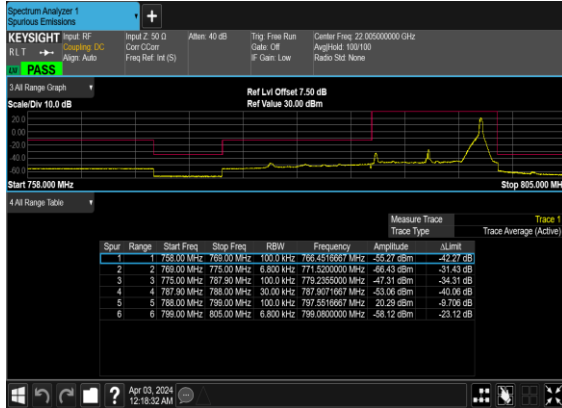 Spectrum Analyzer 1
Spurious Emissions
+
KEYSIGHT Input: RF Input Z: 50 Ω Atten: 40 dB Trig: Free Run Center Freq: 22.005000000 GHz
RLT Coupling: DC Corr CCorr Gate: Off Avg|Hold: 100/100
Align: Auto Freq Ref: Int (S) IF Gain: Low Radio Std: None
PASS
3 All Range Graph
Ref Lvl Offset 7.50 dB
Scale/Div 10.0 dB Ref Value 30.00 dBm
20.0
0.00
-20.0
-40.0
-60.0
Start 758.000 MHz Stop 805.000 MH
4 All Range Table
Measure Trace Trace 1
Trace Type Trace Average (Active)
Spur Range Start Freq Stop Freq RBW Frequency Amplitude ΔLimit
1 1 758.00 MHz 769.00 MHz 100.0 kHz 766.4516667 MHz -55.27 dBm -42.27 dB
2 2 769.00 MHz 775.00 MHz 6.800 kHz 771.5200000 MHz -66.43 dBm -31.43 dB
3 3 775.00 MHz 787.90 MHz 100.0 kHz 779.2355000 MHz -47.31 dBm -34.31 dB
4 4 787.90 MHz 788.00 MHz 30.00 kHz 787.9071667 MHz -53.06 dBm -40.06 dB
5 5 788.00 MHz 799.00 MHz 100.0 kHz 797.5516667 MHz 20.29 dBm -9.706 dB
6 6 799.00 MHz 805.00 MHz 6.800 kHz 799.0800000 MHz -58.12 dBm -23.12 dB
? Apr 03, 2024
12:18:32 AM